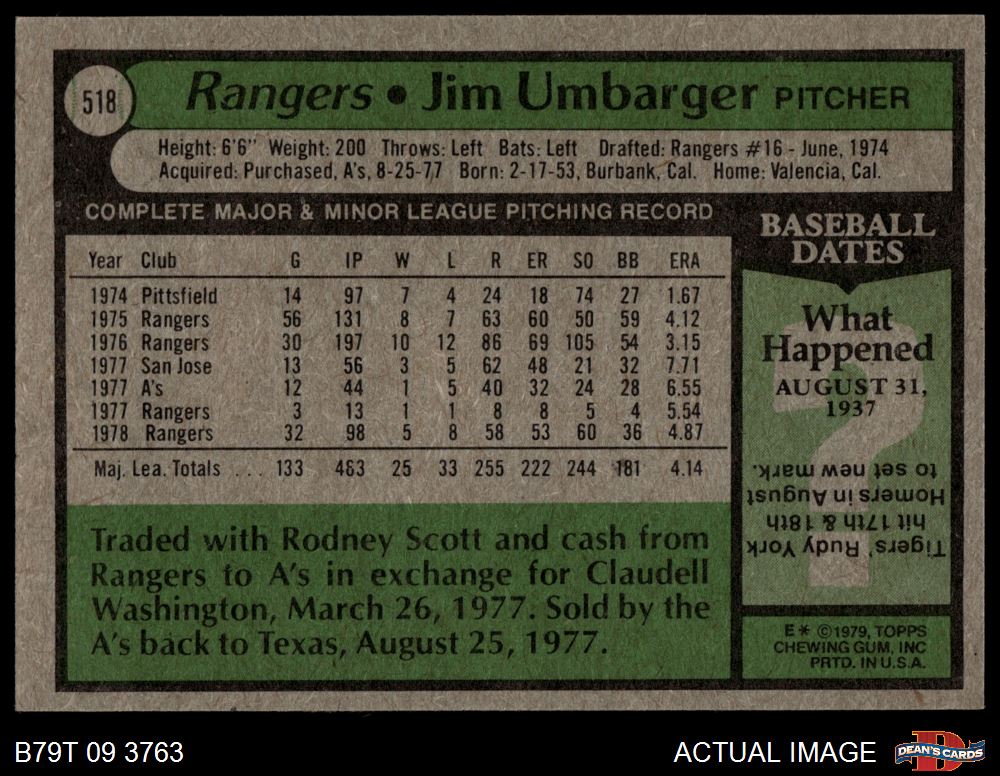 518
Rangers • Jim Umbarger PITCHER
Height: 6'6" Weight: 200 Throws: Left Bats: Left Drafted: Rangers #16 - June, 1974
Acquired: Purchased, A's, 8-25-77 Born: 2-17-53, Burbank, Cal. Home: Valencia, Cal.
COMPLETE MAJOR & MINOR LEAGUE PITCHING RECORD
Year Club G IP W L R ER SO BB ERA
1974 Pittsfield 14 97 7 4 24 18 74 27 1.67
1975 Rangers 56 131 8 7 63 60 50 59 4.12
1976 Rangers 30 197 10 12 86 69 105 54 3.15
1977 San Jose 13 56 3 5 62 48 21 32 7.71
1977 A's 12 44 1 5 40 32 24 28 6.55
1977 Rangers 3 13 1 1 8 8 5 4 5.54
1978 Rangers 32 98 5 8 58 53 60 36 4.87
Maj. Lea. Totals . . . 133 483 25 33 255 222 244 181 4.14
Traded with Rodney Scott and cash from
Rangers to A's in exchange for Claudell
Washington, March 26, 1977. Sold by the
A's back to Texas, August 25, 1977.
BASEBALL
DATES
What
Happened
AUGUST 31,
1937
?
Tigers' Rudy York
hit 17th & 18th
Homers in August
to set new mark.
E* ©1979, TOPPS
CHEWING GUM, INC
PRTD. IN U.S.A.
B79T 09 3763
ACTUAL IMAGE
DEAN'S CARDS